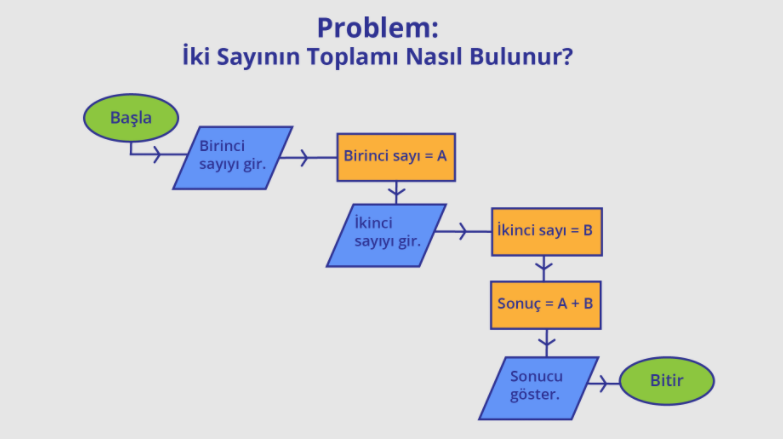 Problem:
İki Sayının Toplamı Nasıl Bulunur?
Başla
Birinci
sayıyı gir.
Birinci sayı = A
İkinci
sayıyı gir.
İkinci sayı = B
Sonuç = A + B
Sonucu
göster.
Bitir